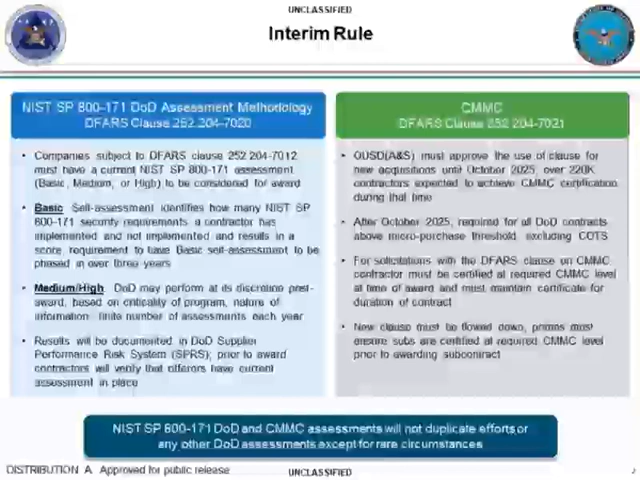 UNCLASSIFIED
Interim Rule
NIST SP 800-171 DoD Assessment Methodology
DFARS Clause 252.204-7020
• Companies subject to DFARS clause 252.204-7012
must have a current NIST SP 800-171 assessment
(Basic, Medium, or High) to be considered for award
• Basic: Self-assessment identifies how many NIST SP
800-171 security requirements a contractor has
implemented and not implemented and results in a
score; requirement to have Basic self-assessment to be
phased in over three years
• Medium/High: DoD may perform at its discretion post-
award, based on criticality of program, nature of
information; finite number of assessments each year
• Results will be documented in DoD Supplier
Performance Risk System (SPRS); prior to award
contractors will verify that offerors have current
assessment in place
CMMC
DFARS Clause 252.204-7021
• OUSD(A&S) must approve the use of clause for
new acquisitions until October 2025; over 220K
contractors expected to achieve CMMC certification
during that time
• After October 2025, required for all DoD contracts
above micro-purchase threshold, excluding COTS
• For solicitations with the DFARS clause on CMMC
contractor must be certified at required CMMC level
at time of award and must maintain certificate for
duration of contract
• New clause must be flowed down; primes must
ensure subs are certified at required CMMC level
prior to awarding subcontract
NIST SP 800-171 DoD and CMMC assessments will not duplicate efforts or
any other DoD assessments except for rare circumstances
DISTRIBUTION A. Approved for public release
UNCLASSIFIED